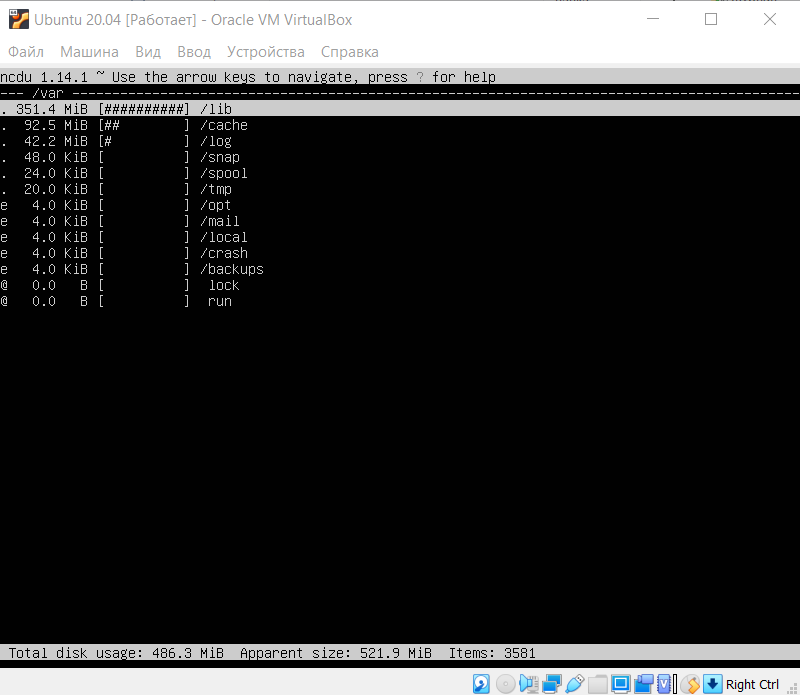 Ubuntu 20.04 [Работает] - Oracle VM VirtualBox
Файл Машина Вид Ввод Устройства Справка
ncdu 1.14.1 ~ Use the arrow keys to navigate, press ? for help
--- /var ---------------------------------------------------------------------------------------
. 351.4 MiB [##########] /lib
.  92.5 MiB [##        ] /cache
.  42.2 MiB [#         ] /log
.  48.0 KiB [          ] /snap
.  24.0 KiB [          ] /spool
.  20.0 KiB [          ] /tmp
e   4.0 KiB [          ] /opt
e   4.0 KiB [          ] /mail
e   4.0 KiB [          ] /local
e   4.0 KiB [          ] /crash
e   4.0 KiB [          ] /backups
@   0.0   B [          ]  lock
@   0.0   B [          ]  run
Total disk usage: 486.3 MiB  Apparent size: 521.9 MiB  Items: 3581
Right Ctrl